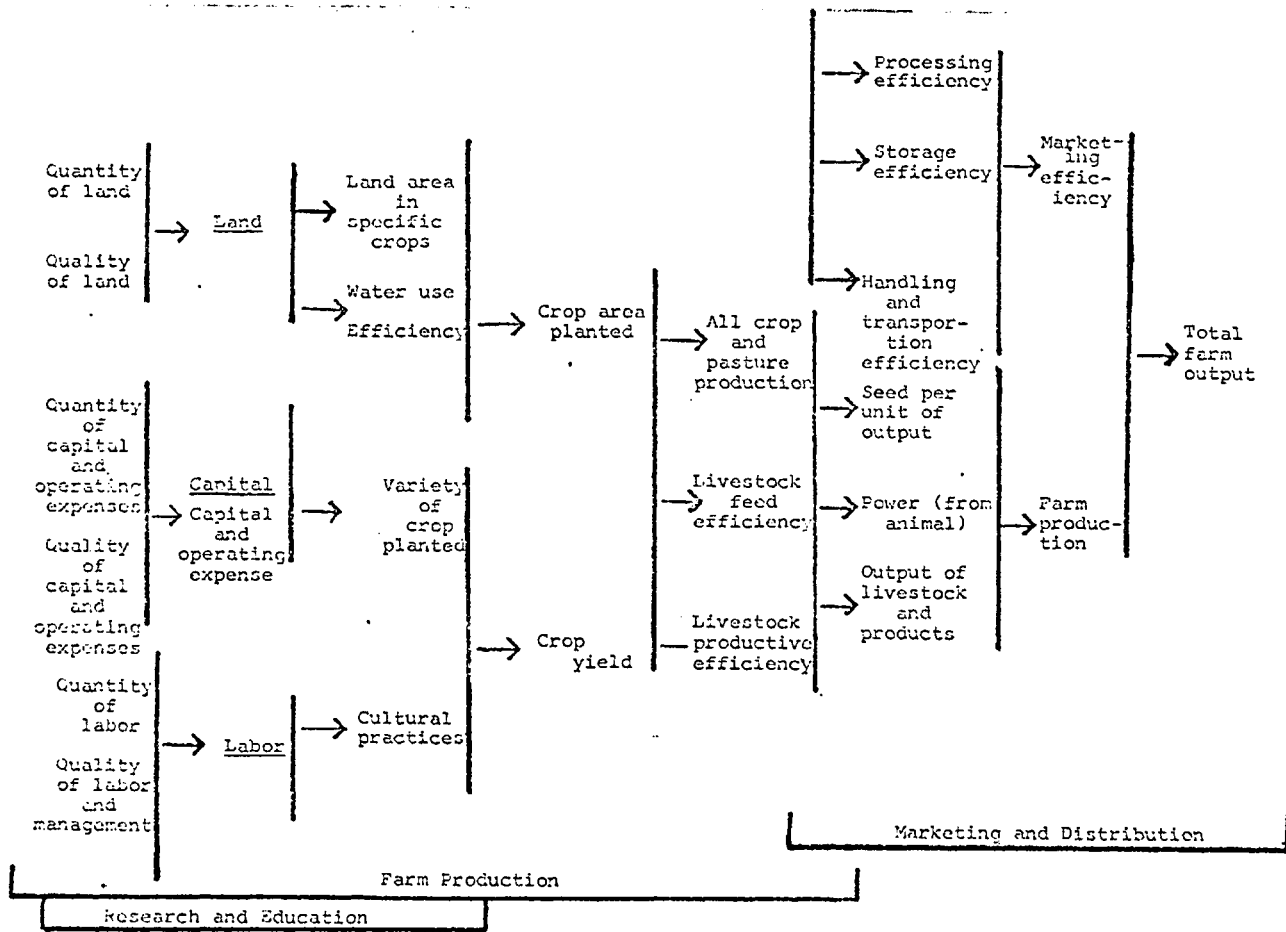 Quantity
of land
Quality
of land
Land
Land area
in
specific
crops
Water use
Efficiency
Quantity
of
capital
and
operating
expenses
Quality
of
capital
and
operating
expenses
Capital
Capital
and
operating
expense
Variety
of
crop
planted
Quantity
of
labor
Quality
of labor
and
management
Labor
Cultural
practices
Crop area
planted
Crop
yield
All crop
and
pasture
production
Livestock
feed
efficiency
Livestock
productive
efficiency
Processing
efficiency
Storage
efficiency
Handling
and
transpor-
tion
efficiency
Seed per
unit of
output
Power (from
animal)
Output of
livestock
and
products
Market-
ing
effic-
iency
Farm
produc-
tion
Total
farm
output
Marketing and Distribution
Farm Production
Research and Education